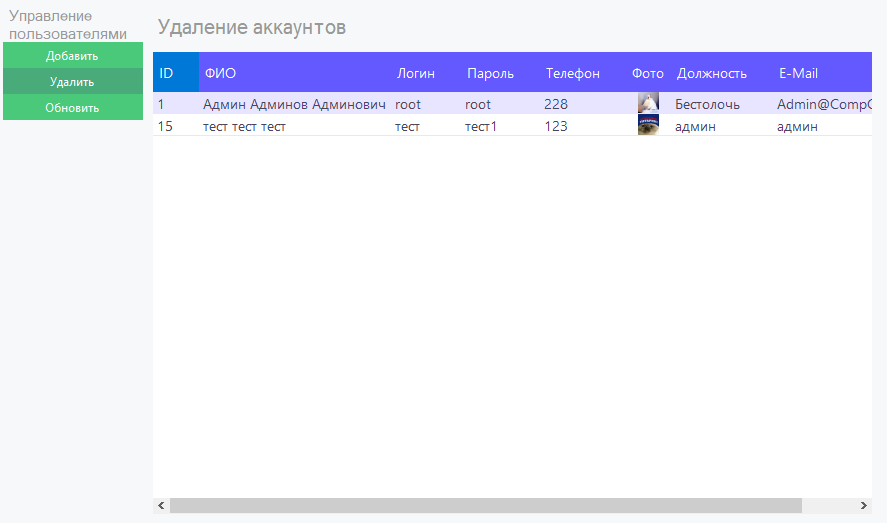 Управление
пользователями
Добавить
Удалить
Обновить
Удаление аккаунтов
ID ФИО Логин Пароль Телефон Фото Должность E-Mail
1 Админ Админов Админович root root 228 Бестолочь Admin@CompC
15 тест тест тест тест тест1 123 админ админ